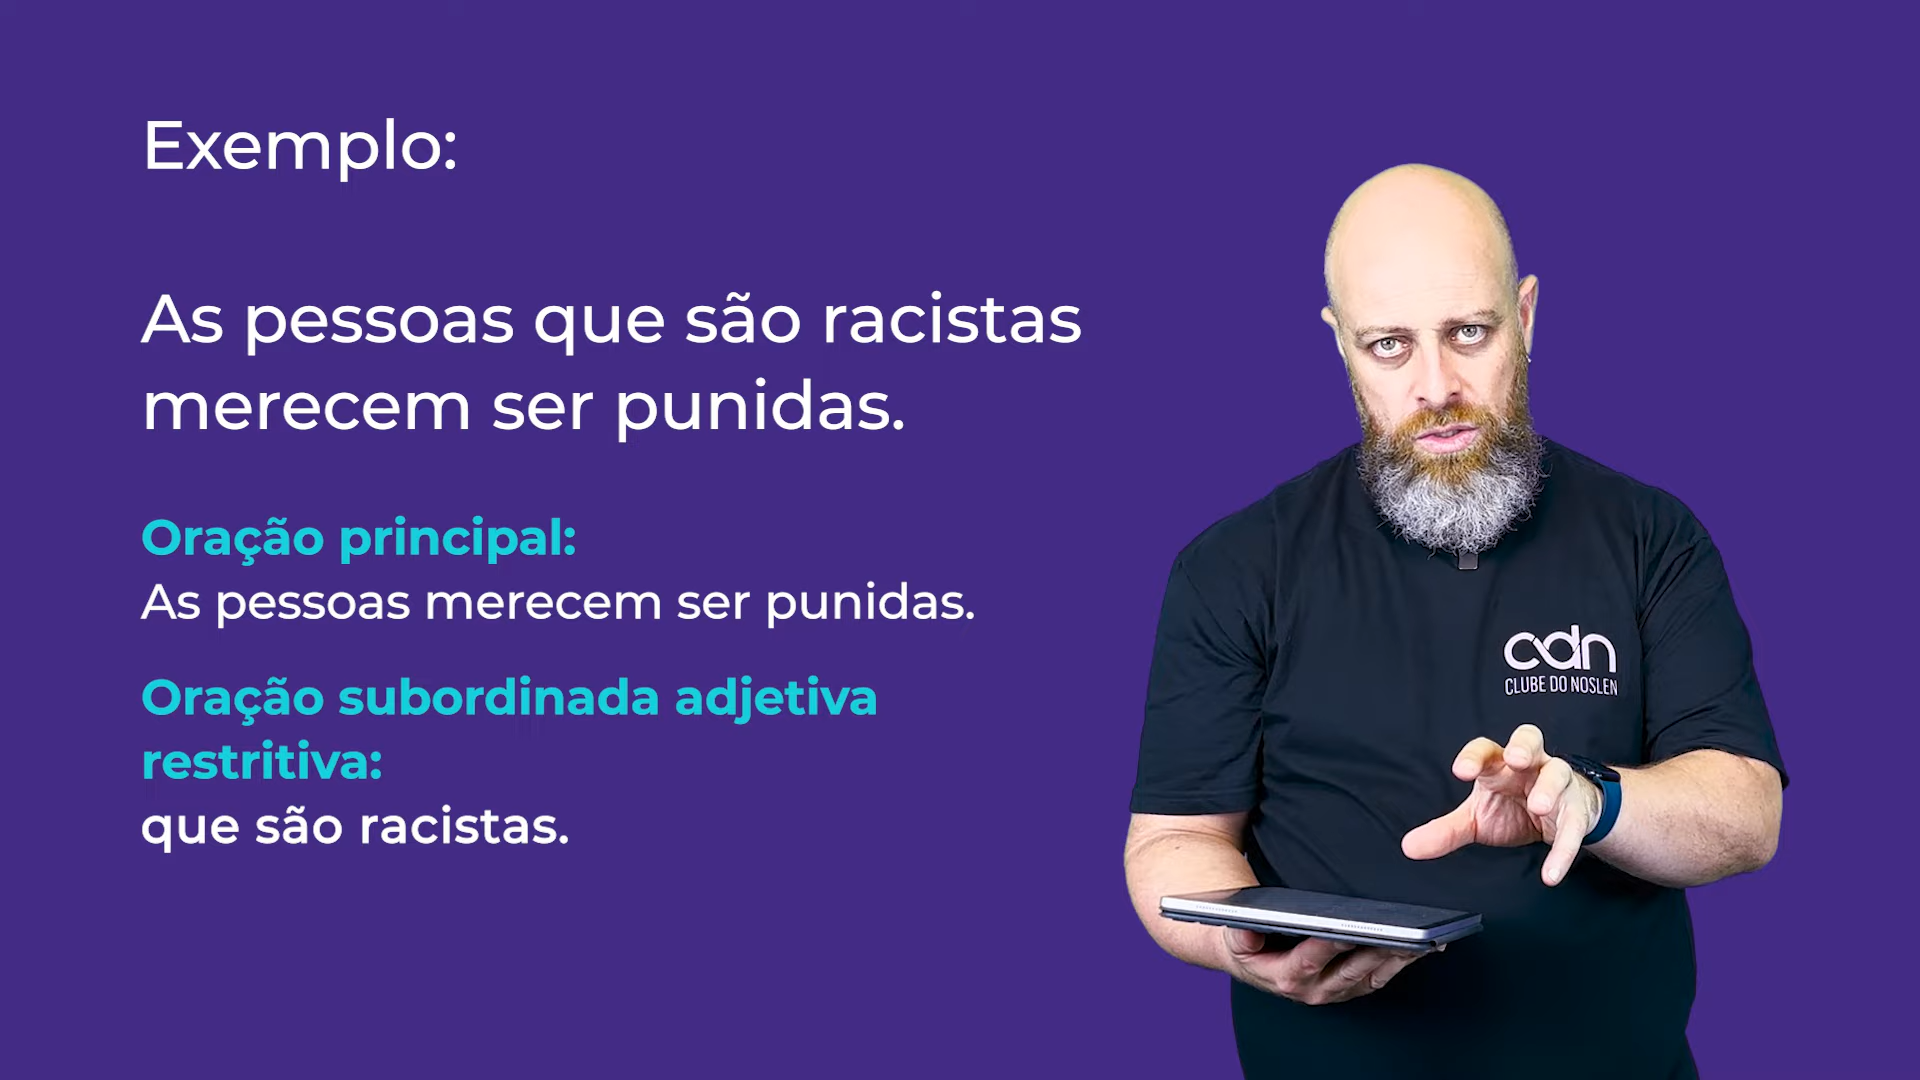 Exemplo:
As pessoas que são racistas
merecem ser punidas.
Oração principal:
As pessoas merecem ser punidas.
Oração subordinada adjetiva
restritiva:
que são racistas.
cdn
CLUBE DO NOSLEN